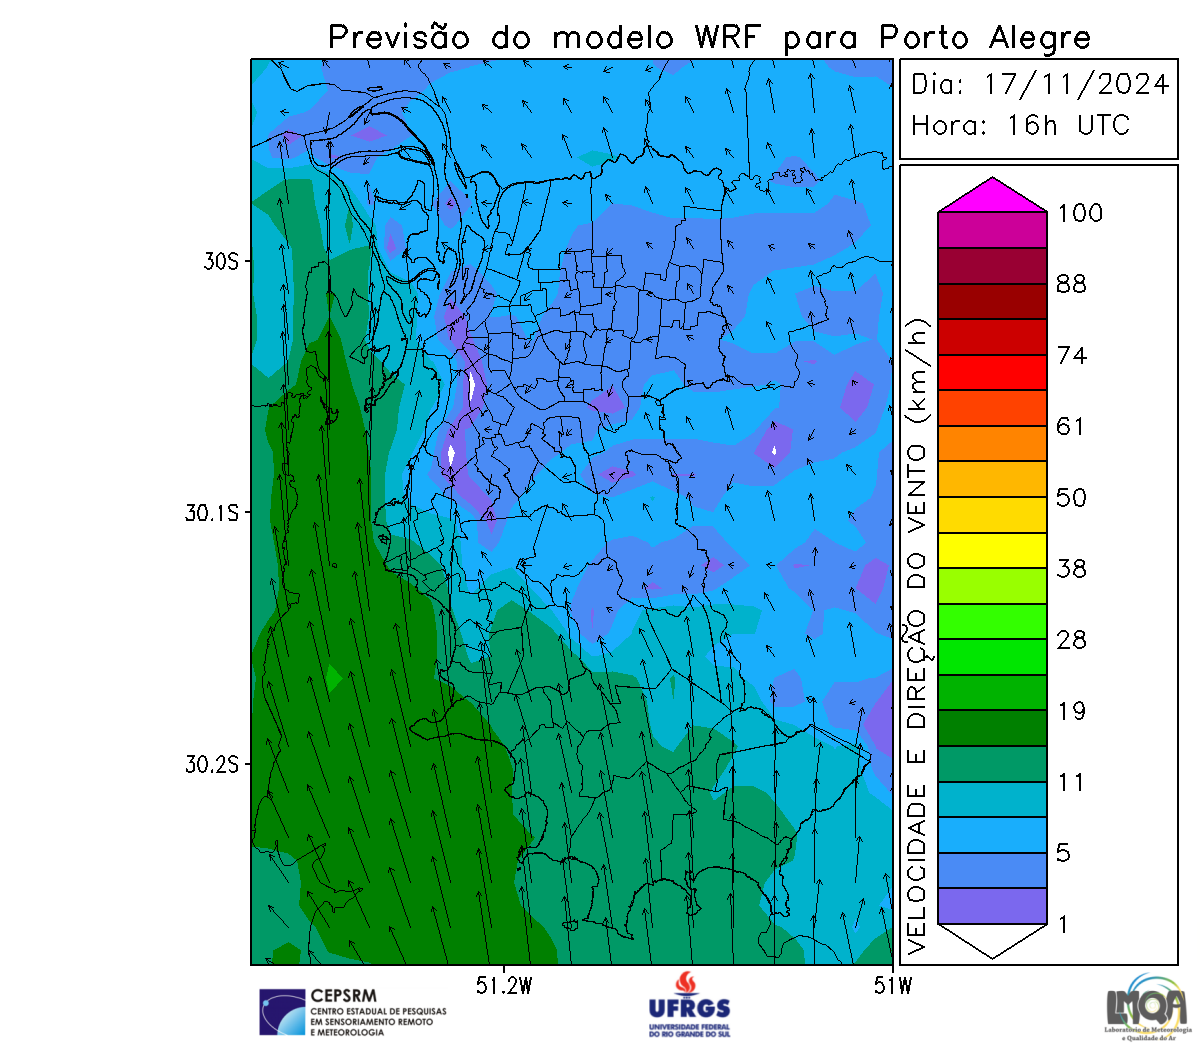 Previsão do modelo WRF para Porto Alegre
Dia: 17/11/2024
Hora: 16h UTC
30S
30.1S
30.2S
51.2W
51W
VELOCIDADE E DIREÇÃO DO VENTO (km/h)
100
88
74
61
50
38
28
19
11
5
1
CEPSRM
CENTRO ESTADUAL DE PESQUISAS
EM SENSORIAMENTO REMOTO
E METEOROLOGIA
UFRGS
UNIVERSIDADE FEDERAL
DO RIO GRANDE DO SUL
LMQA
Laboratório de Meteorologia
e Qualidade do Ar